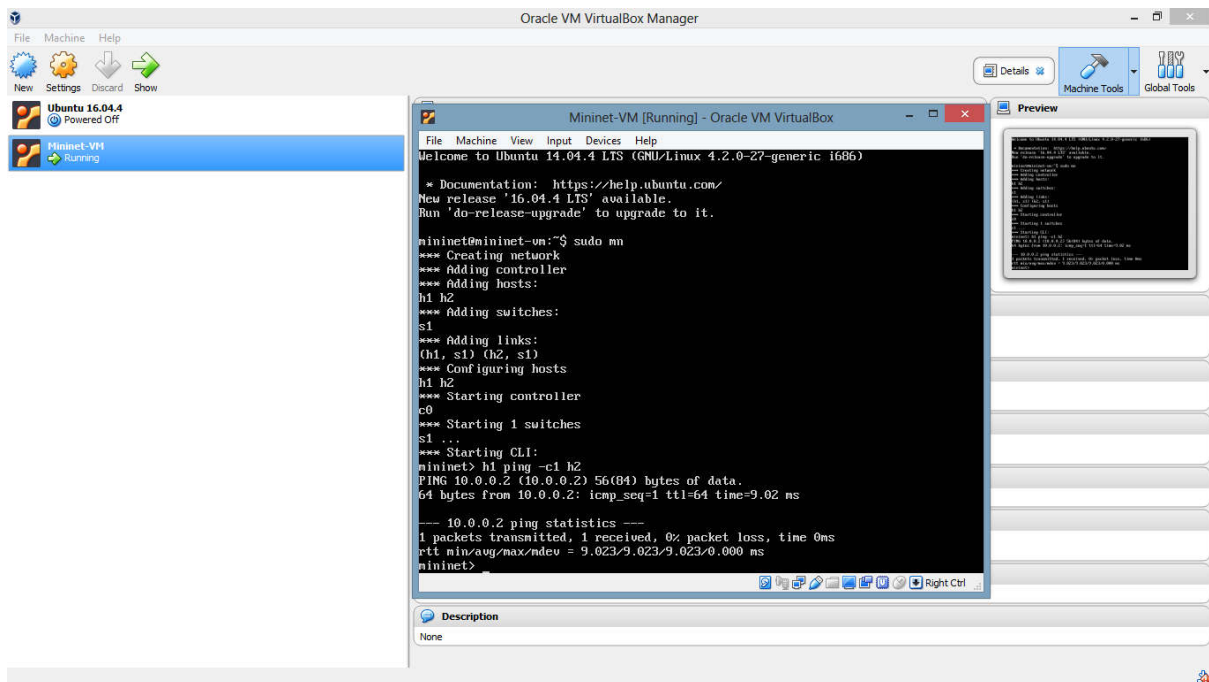 Oracle VM VirtualBox Manager
File Machine Help
New Settings Discard Show
Details
Machine Tools
Global Tools
Ubuntu 16.04.4
Powered Off
Mininet-VM
Running
Preview
Mininet-VM [Running] - Oracle VM VirtualBox
File Machine View Input Devices Help
Welcome to Ubuntu 14.04.4 LTS (GNU/Linux 4.2.0-27-generic i686)
* Documentation: https://help.ubuntu.com/
New release '16.04.4 LTS' available.
Run 'do-release-upgrade' to upgrade to it.
mininet@mininet-vm:~$ sudo mn
*** Creating network
*** Adding controller
*** Adding hosts:
h1 h2
*** Adding switches:
s1
*** Adding links:
(h1, s1) (h2, s1)
*** Configuring hosts
h1 h2
*** Starting controller
c0
*** Starting 1 switches
s1 ...
*** Starting CLI:
mininet> h1 ping -c1 h2
PING 10.0.0.2 (10.0.0.2) 56(84) bytes of data.
64 bytes from 10.0.0.2: icmp_seq=1 ttl=64 time=9.02 ms
--- 10.0.0.2 ping statistics ---
1 packets transmitted, 1 received, 0% packet loss, time 0ms
rtt min/avg/max/mdev = 9.023/9.023/9.023/0.000 ms
mininet> _
Right Ctrl
Description
None